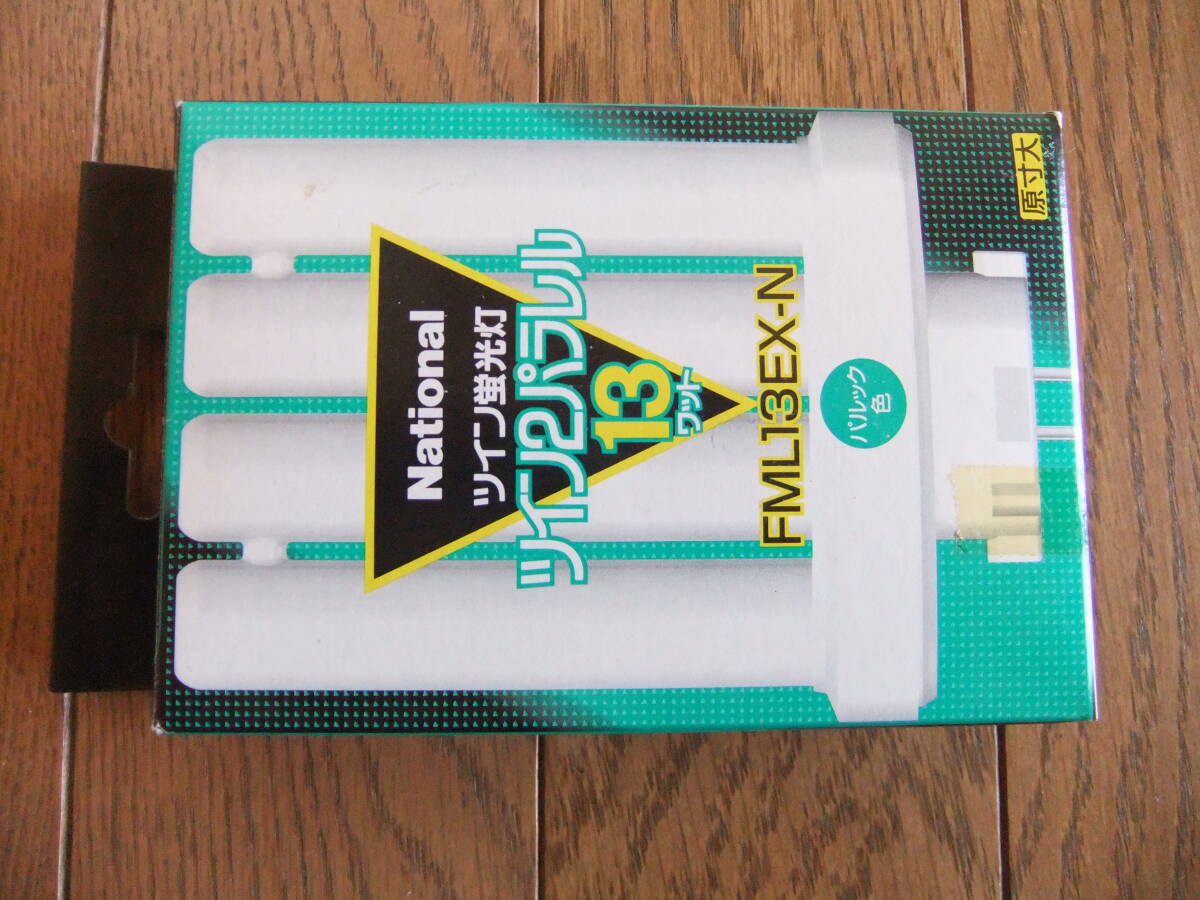 National
ツイン蛍光灯
ツイン2パラレル
13
ワット
FML13EX-N
パルック
色
原寸大